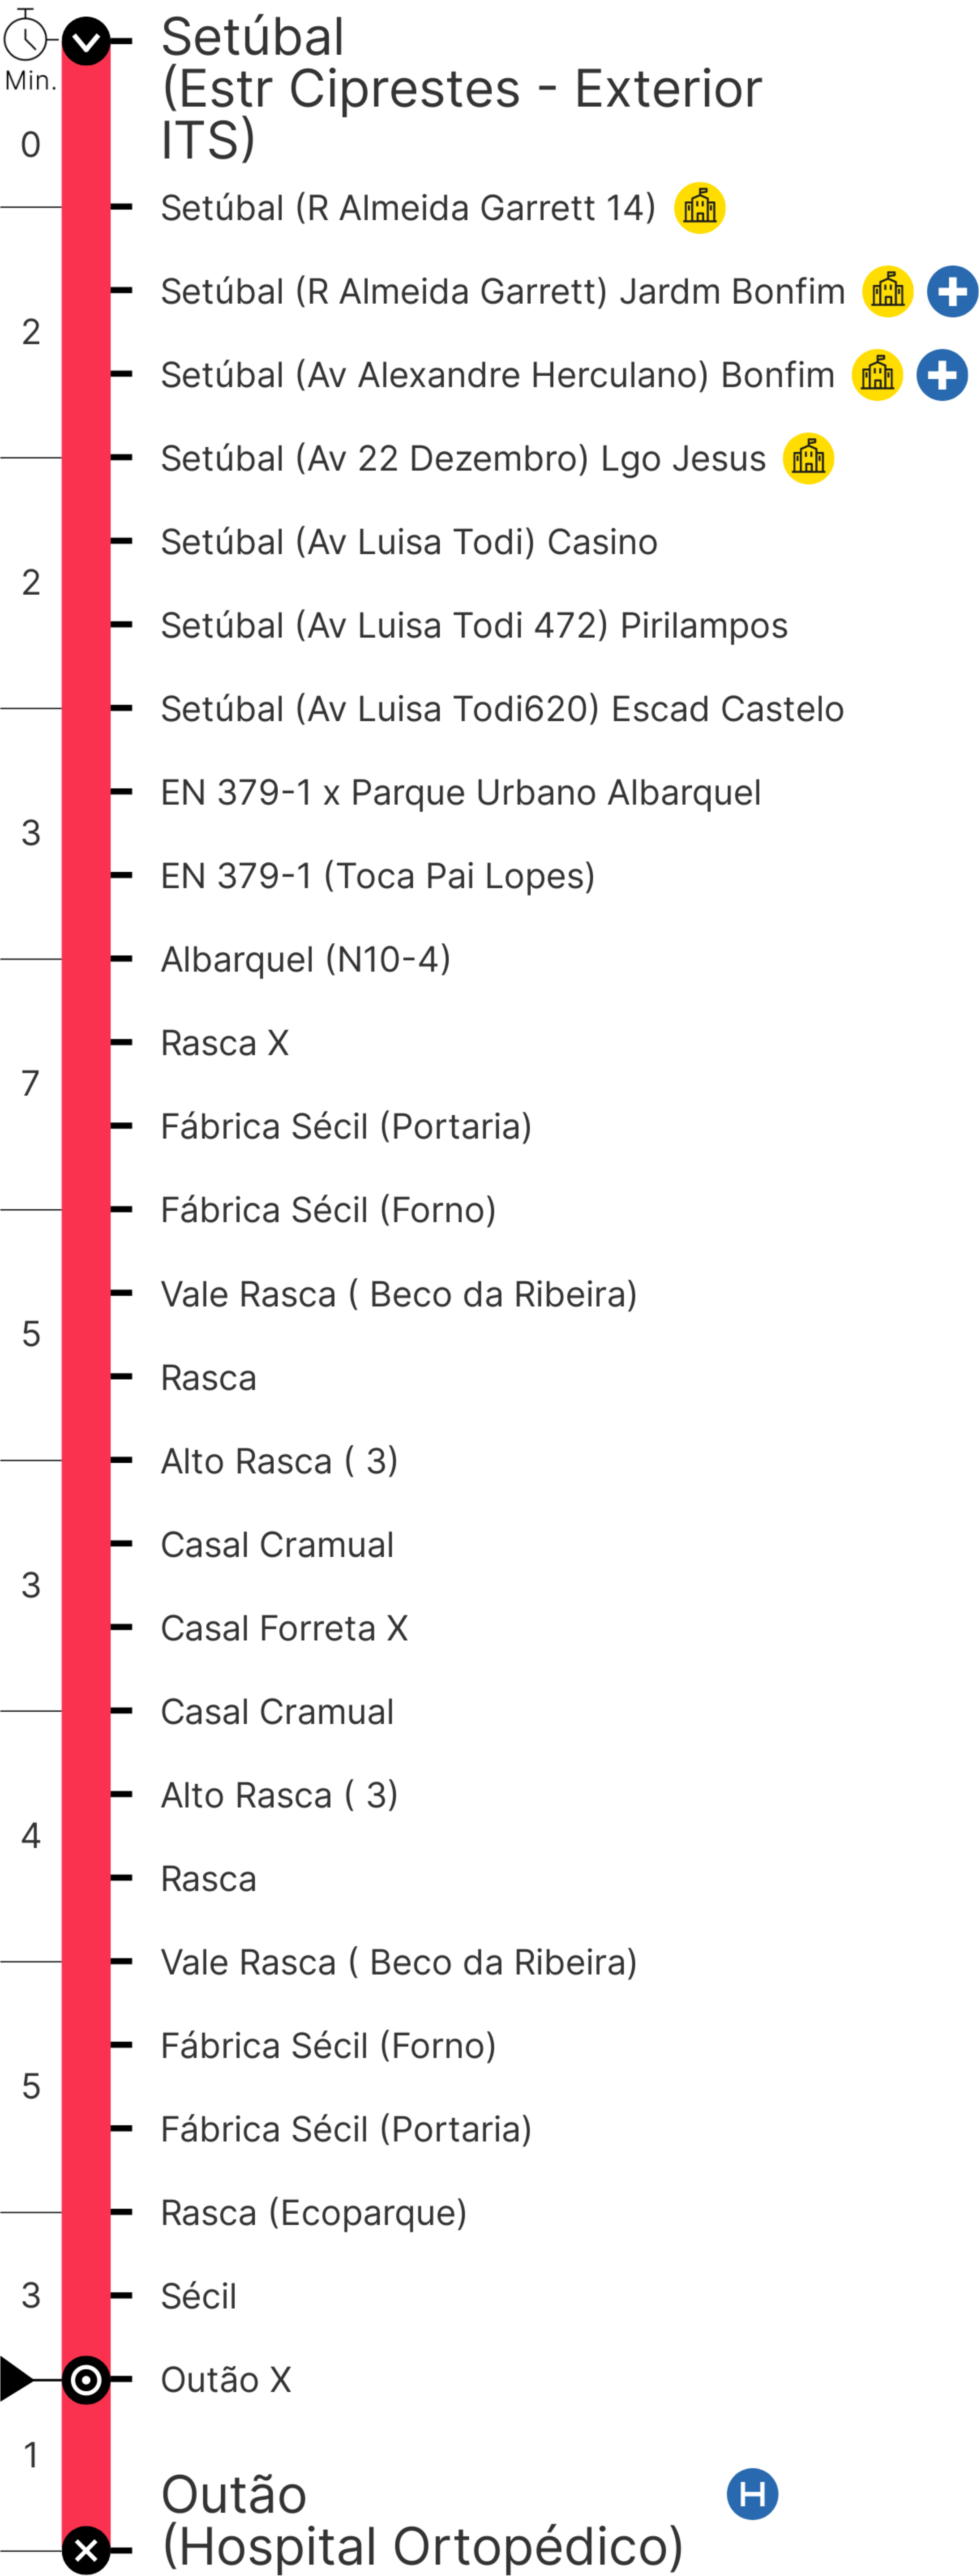 Min.
Setúbal
(Estr Ciprestes - Exterior
ITS)
0
Setúbal (R Almeida Garrett 14)
Setúbal (R Almeida Garrett) Jardm Bonfim
2
Setúbal (Av Alexandre Herculano) Bonfim
Setúbal (Av 22 Dezembro) Lgo Jesus
Setúbal (Av Luisa Todi) Casino
2
Setúbal (Av Luisa Todi 472) Pirilampos
Setúbal (Av Luisa Todi620) Escad Castelo
EN 379-1 x Parque Urbano Albarquel
3
EN 379-1 (Toca Pai Lopes)
Albarquel (N10-4)
Rasca X
7
Fábrica Sécil (Portaria)
Fábrica Sécil (Forno)
Vale Rasca ( Beco da Ribeira)
5
Rasca
Alto Rasca ( 3)
Casal Cramual
3
Casal Forreta X
Casal Cramual
Alto Rasca ( 3)
4
Rasca
Vale Rasca ( Beco da Ribeira)
Fábrica Sécil (Forno)
5
Fábrica Sécil (Portaria)
Rasca (Ecoparque)
3
Sécil
Outão X
1
Outão
H
(Hospital Ortopédico)